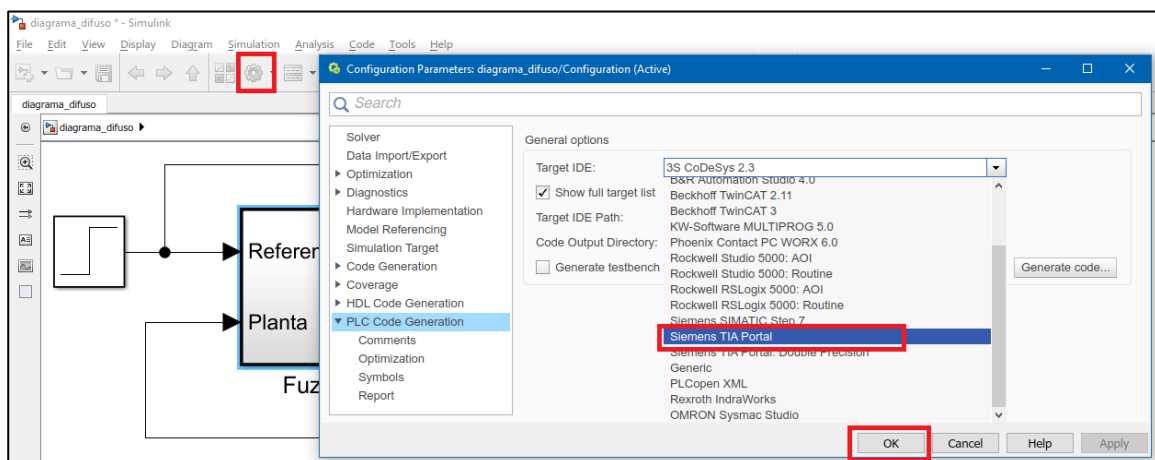 diagrama_difuso * - Simulink
File Edit View Display Diagram Simulation Analysis Code Tools Help
diagrama_difuso
diagrama_difuso
Referen
Planta
Fuz
Configuration Parameters: diagrama_difuso/Configuration (Active)
Search
Solver
Data Import/Export
Optimization
Diagnostics
Hardware Implementation
Model Referencing
Simulation Target
Code Generation
Coverage
HDL Code Generation
PLC Code Generation
Comments
Optimization
Symbols
Report
General options
Target IDE: 3S CoDeSys 2.3
Show full target list
Target IDE Path:
Code Output Directory:
Generate testbench
B&R Automation Studio 4.0
Beckhoff TwinCAT 2.11
Beckhoff TwinCAT 3
KW-Software MULTIPROG 5.0
Phoenix Contact PC WORX 6.0
Rockwell Studio 5000: AOI
Rockwell Studio 5000: Routine
Rockwell RSLogix 5000: AOI
Rockwell RSLogix 5000: Routine
Siemens SIMATIC Step 7
Siemens TIA Portal
Siemens TIA Portal: Double Precision
Generic
PLCopen XML
Rexroth IndraWorks
OMRON Sysmac Studio
Generate code...
OK Cancel Help Apply